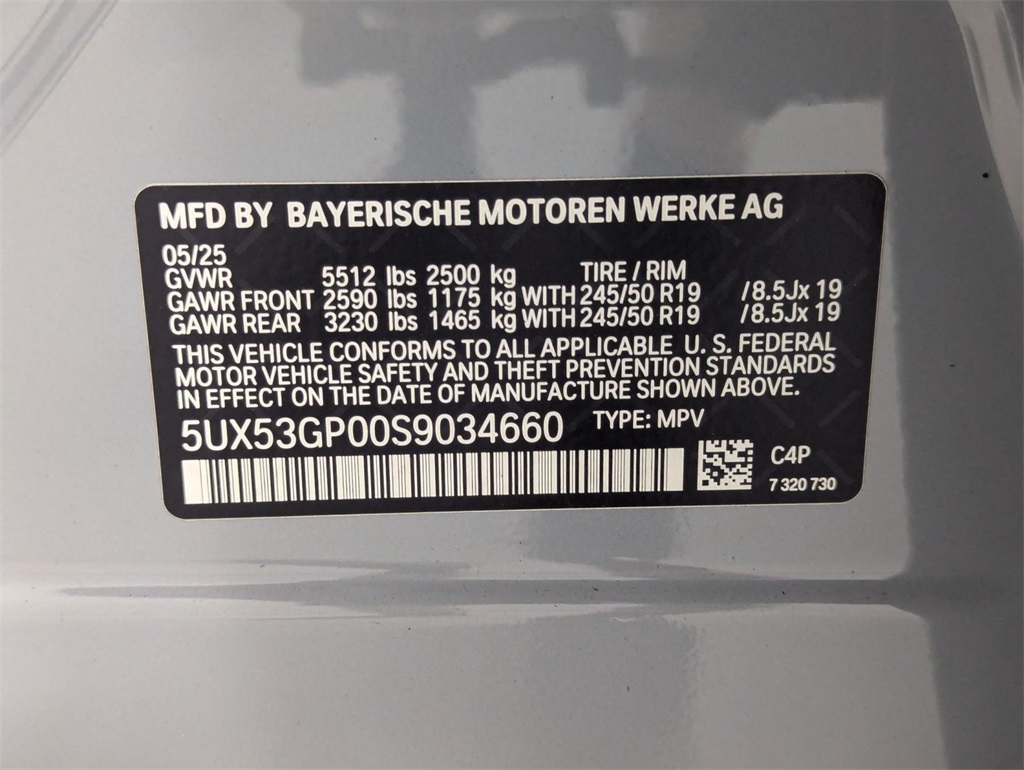 MFD BY BAYERISCHE MOTOREN WERKE AG
05/25
GVWR 5512 lbs 2500 kg TIRE / RIM
GAWR FRONT 2590 lbs 1175 kg WITH 245/50 R19 /8.5Jx 19
GAWR REAR 3230 lbs 1465 kg WITH 245/50 R19 /8.5Jx 19
THIS VEHICLE CONFORMS TO ALL APPLICABLE U. S. FEDERAL
MOTOR VEHICLE SAFETY AND THEFT PREVENTION STANDARDS
IN EFFECT ON THE DATE OF MANUFACTURE SHOWN ABOVE.
5UX53GP00S9034660 TYPE: MPV
C4P
7 320 730